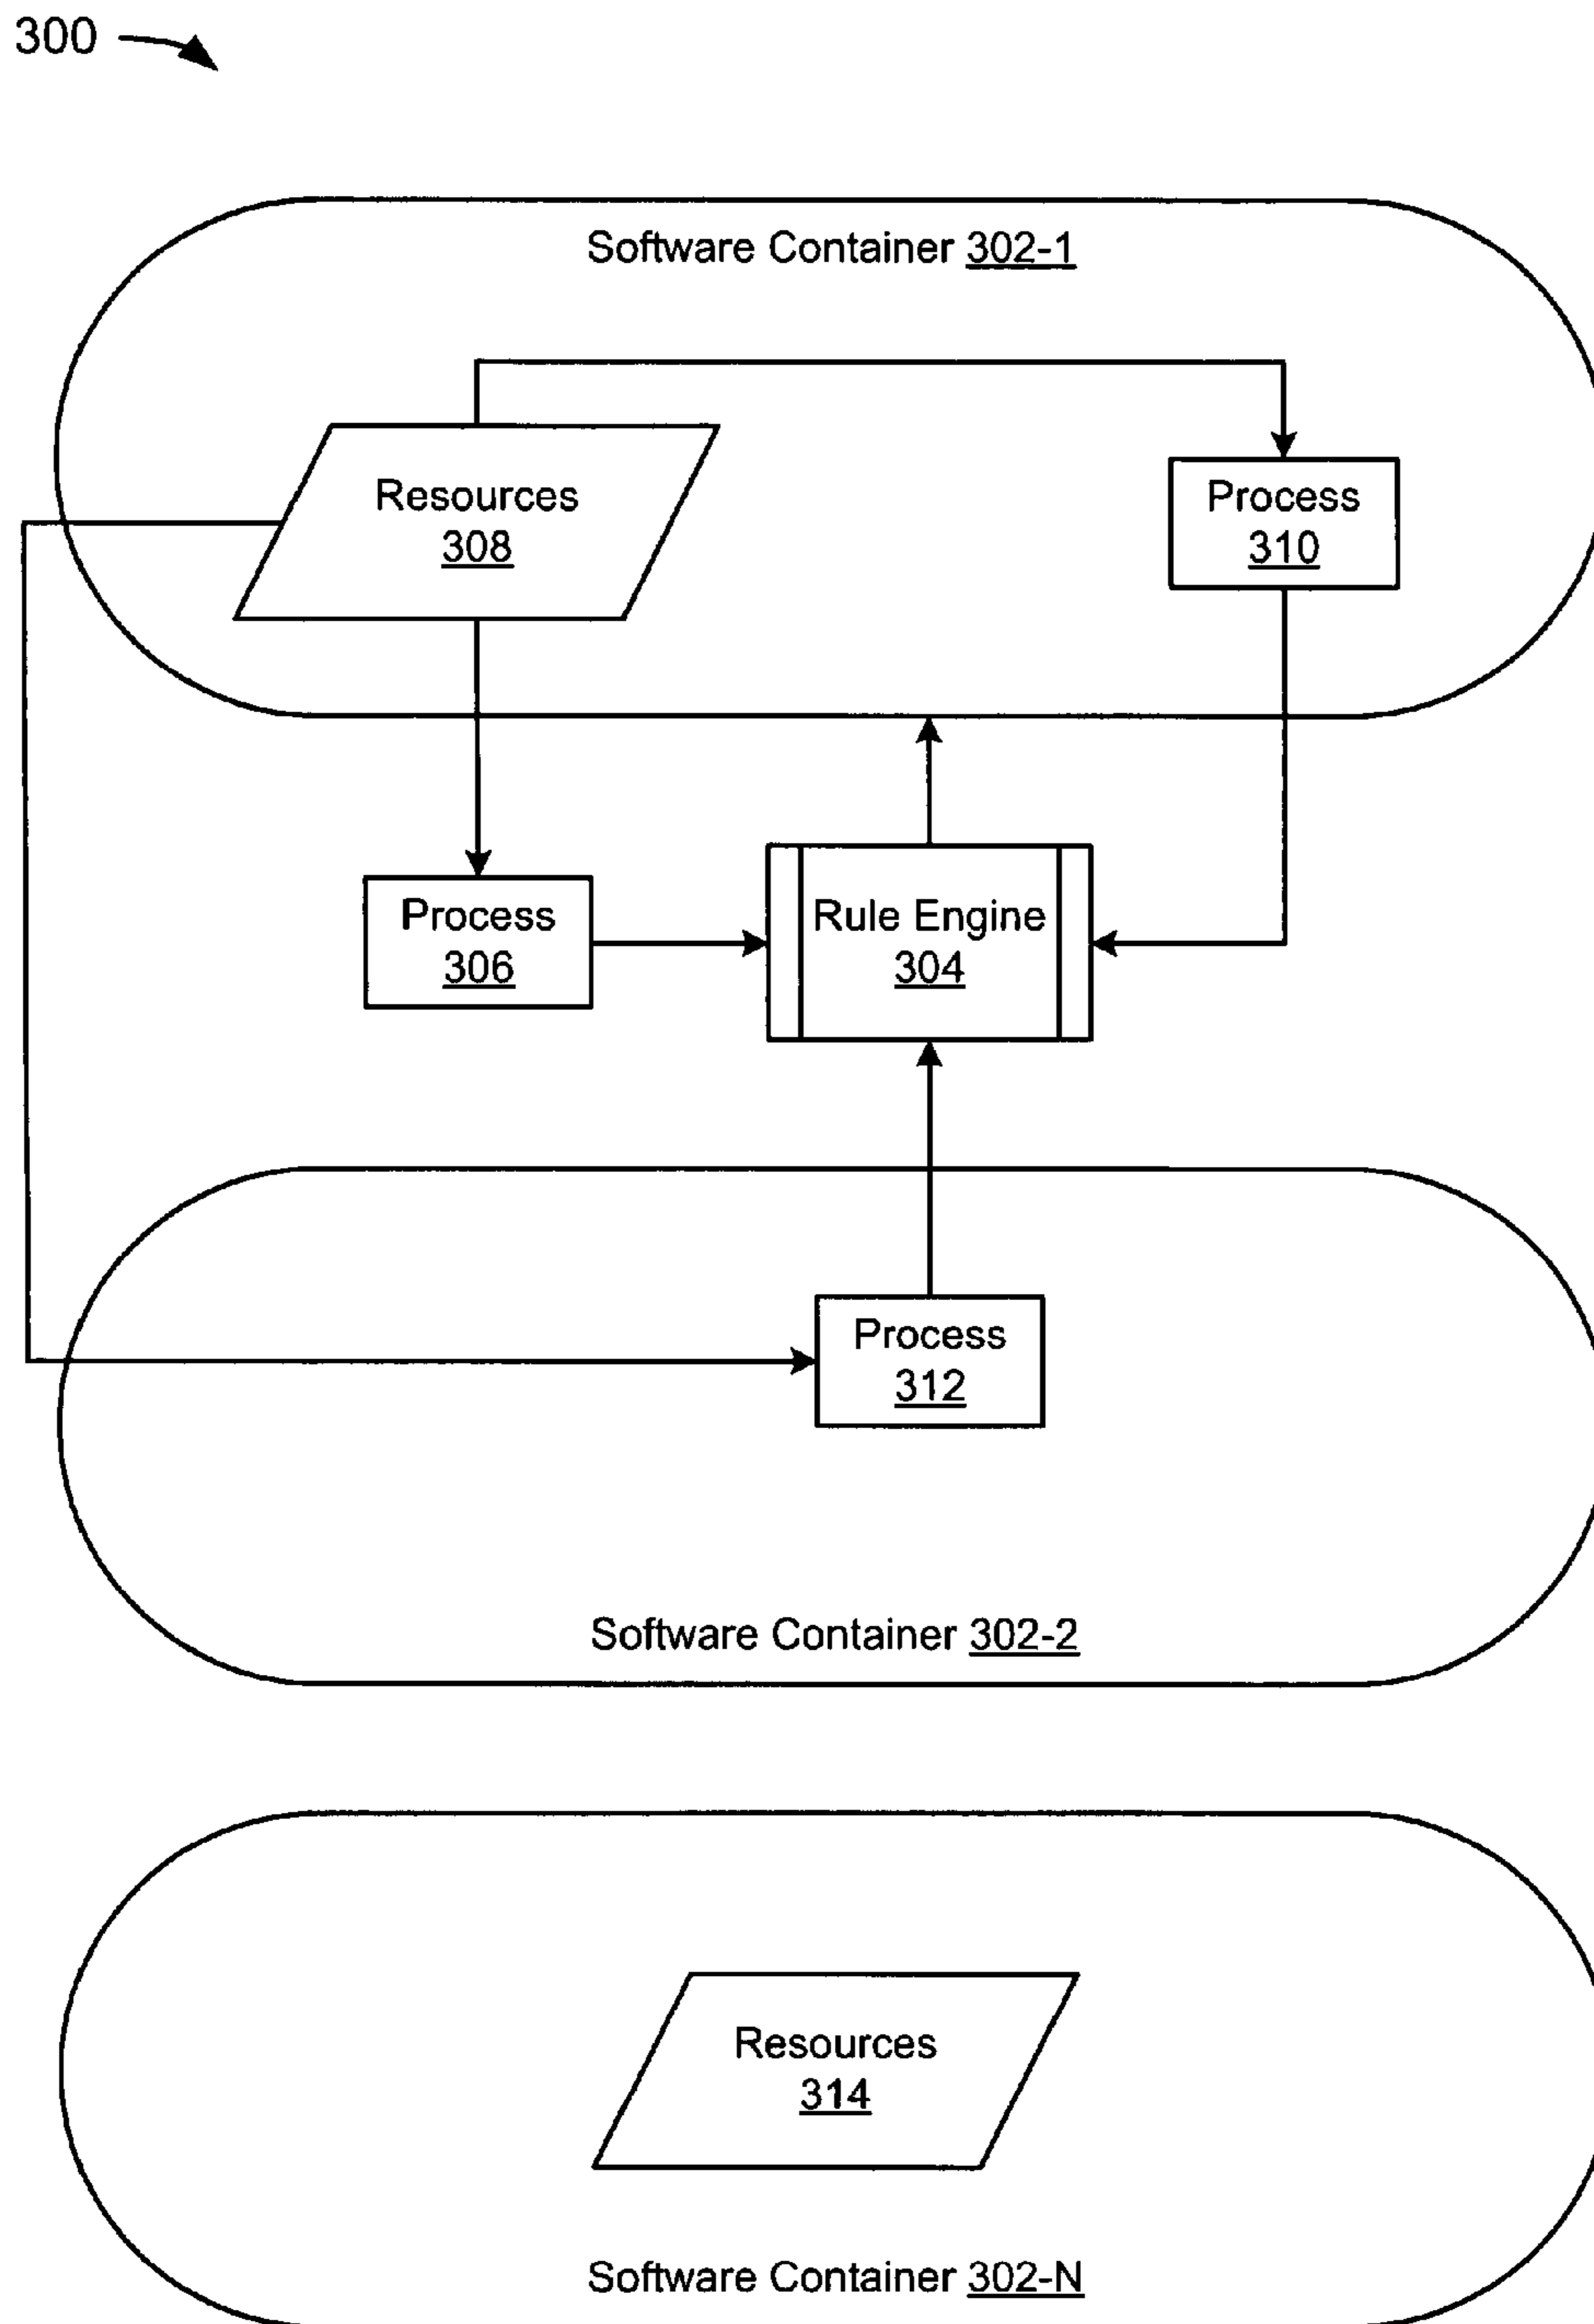 300
Software Container 302-1
Resources
308
Process
310
Process
306
Rule Engine
304
Process
312
Software Container 302-2
Resources
314
Software Container 302-N